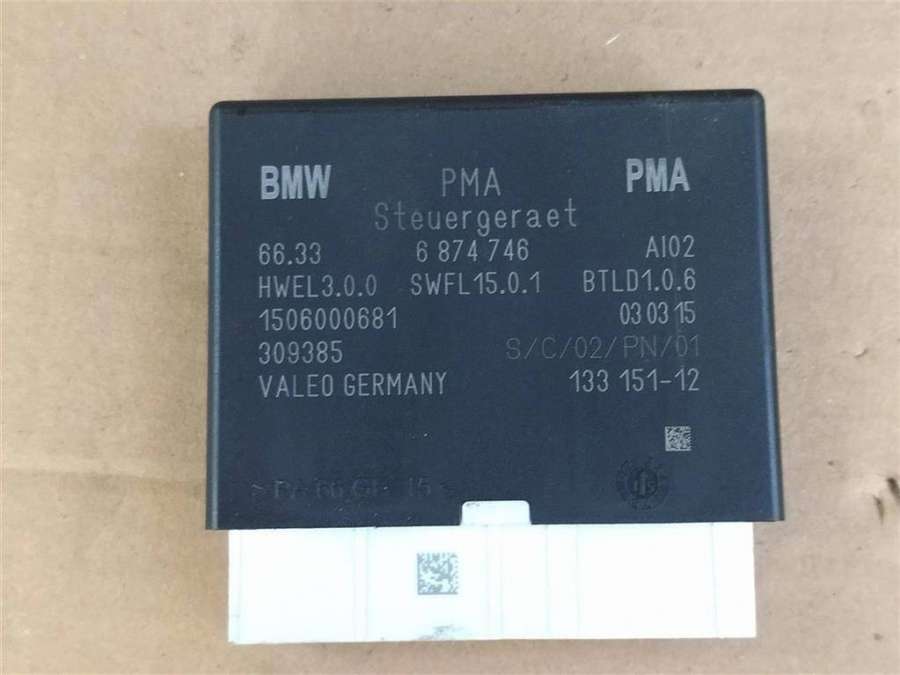 BMW PMA PMA
Steuergeraet
66.33 6 874 746 AI02
HWEL3.0.0 SWFL15.0.1 BTLD1.0.6
1506000681 03 03 15
309385 S/C/02/PN/01
VALEO GERMANY 133 151-12